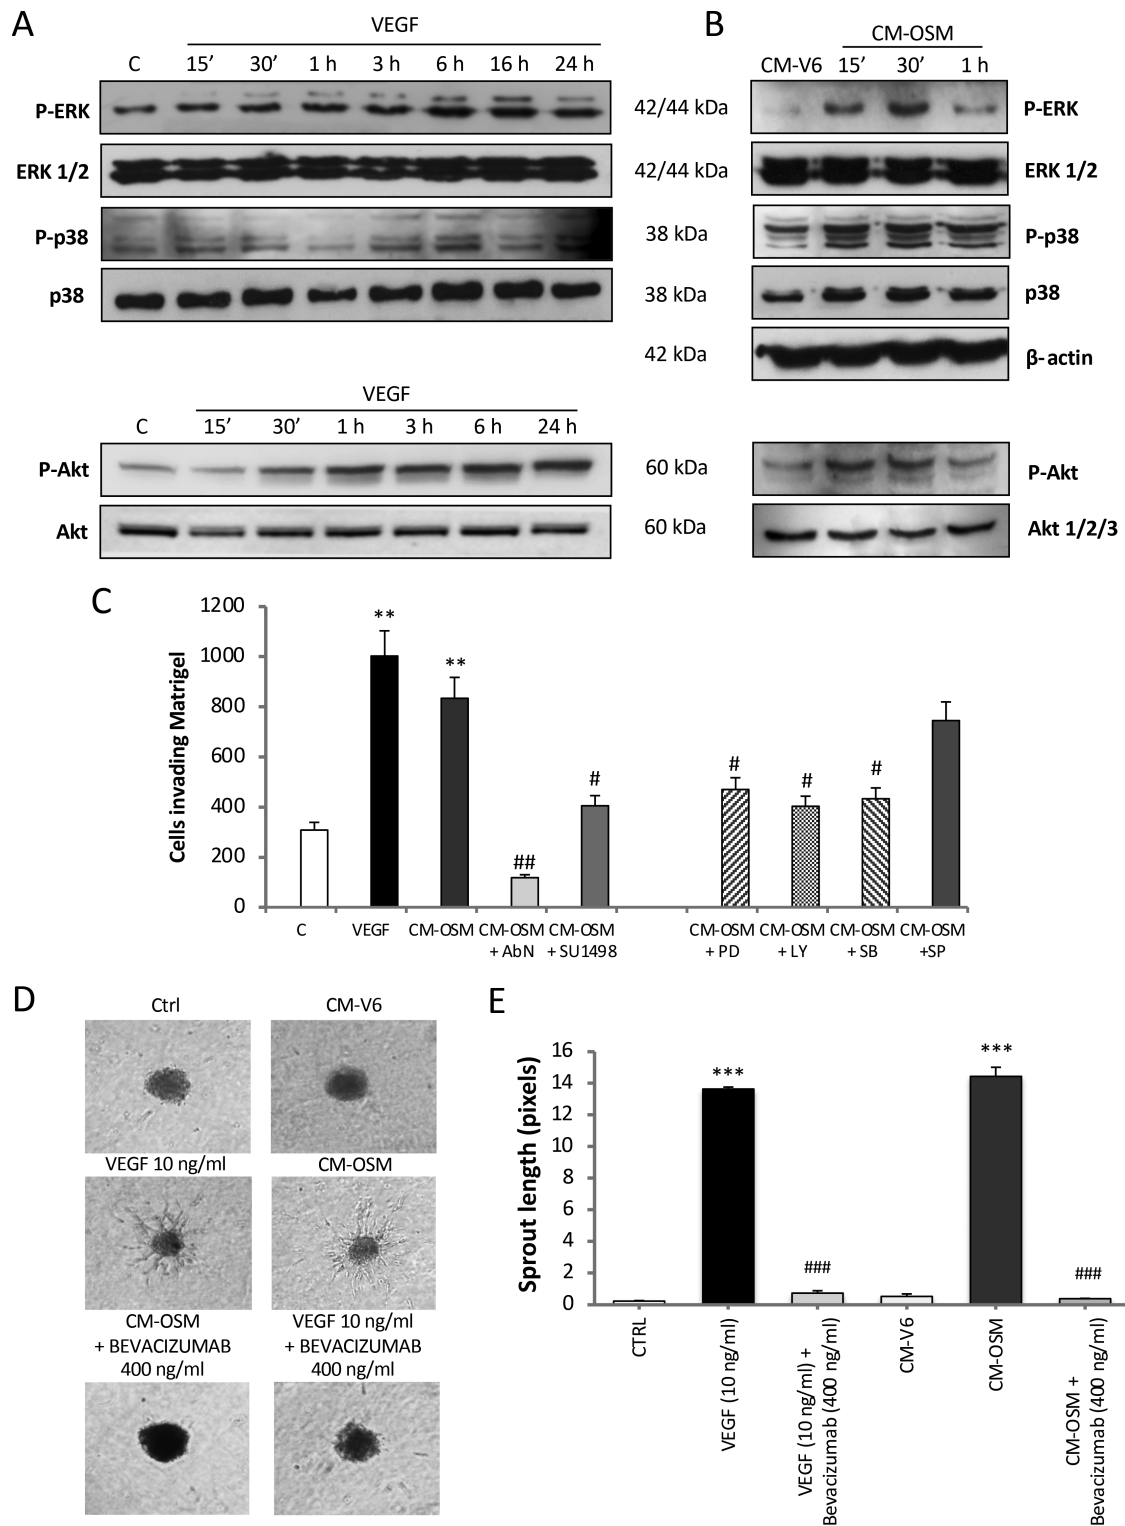 A
VEGF
C 15’ 30’ 1 h 3 h 6 h 16 h 24 h
P-ERK
ERK 1/2
P-p38
p38
42/44 kDa
42/44 kDa
38 kDa
38 kDa
42 kDa
B
CM-OSM
CM-V6 15’ 30’ 1 h
P-ERK
ERK 1/2
P-p38
p38
β-actin
VEGF
C 15’ 30’ 1 h 3 h 6 h 24 h
P-Akt
Akt
60 kDa
60 kDa
P-Akt
Akt 1/2/3
C
Cells invading Matrigel
1200
1000
800
600
400
200
0
**
**
##
#
#
#
#
C
VEGF
CM-OSM
CM-OSM
+ AbN
CM-OSM
+ SU1498
CM-OSM
+ PD
CM-OSM
+ LY
CM-OSM
+ SB
CM-OSM
+SP
D
Ctrl
CM-V6
VEGF 10 ng/ml
CM-OSM
CM-OSM
+ BEVACIZUMAB
400 ng/ml
VEGF 10 ng/ml
+ BEVACIZUMAB
400 ng/ml
E
Sprout length (pixels)
16
14
12
10
8
6
4
2
0
***
###
***
###
CTRL
VEGF (10 ng/ml)
VEGF (10 ng/ml) +
Bevacizumab (400 ng/ml)
CM-V6
CM-OSM
CM-OSM +
Bevacizumab (400 ng/ml)